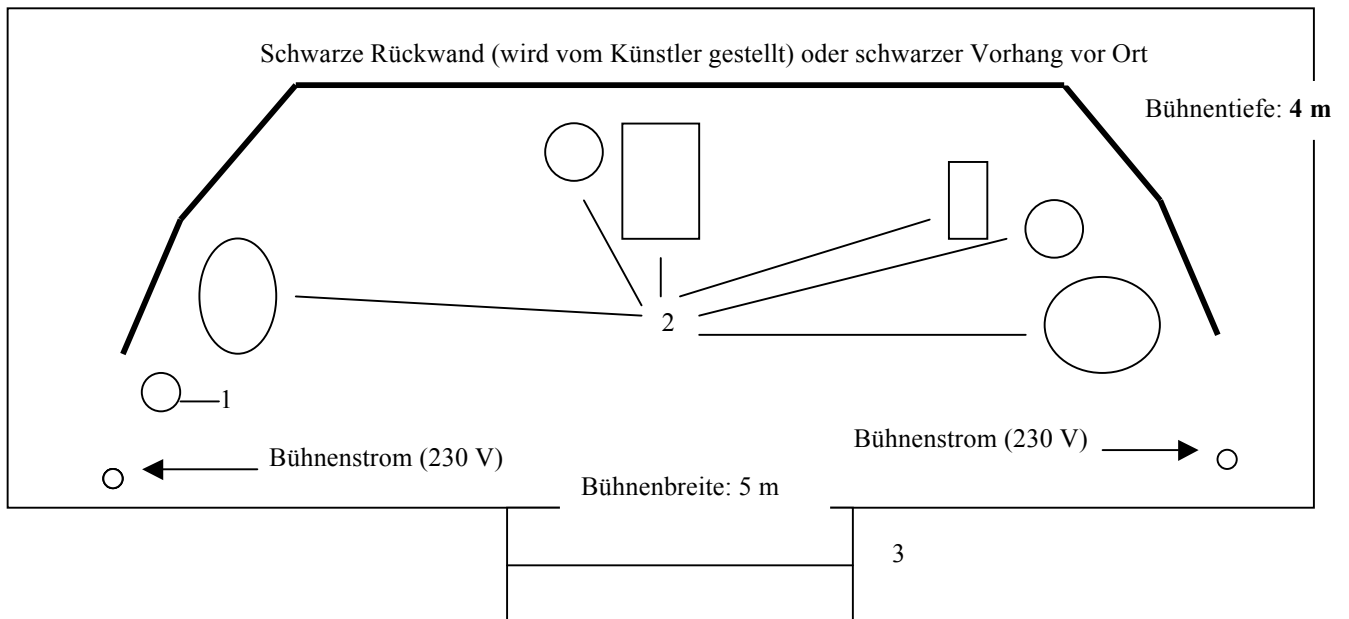 Schwarze Rückwand (wird vom Künstler gestellt) oder schwarzer Vorhang vor Ort
Bühnentiefe: 4 m
2
1
Bühnenstrom (230 V)
Bühnenstrom (230 V)
Bühnenbreite: 5 m
3